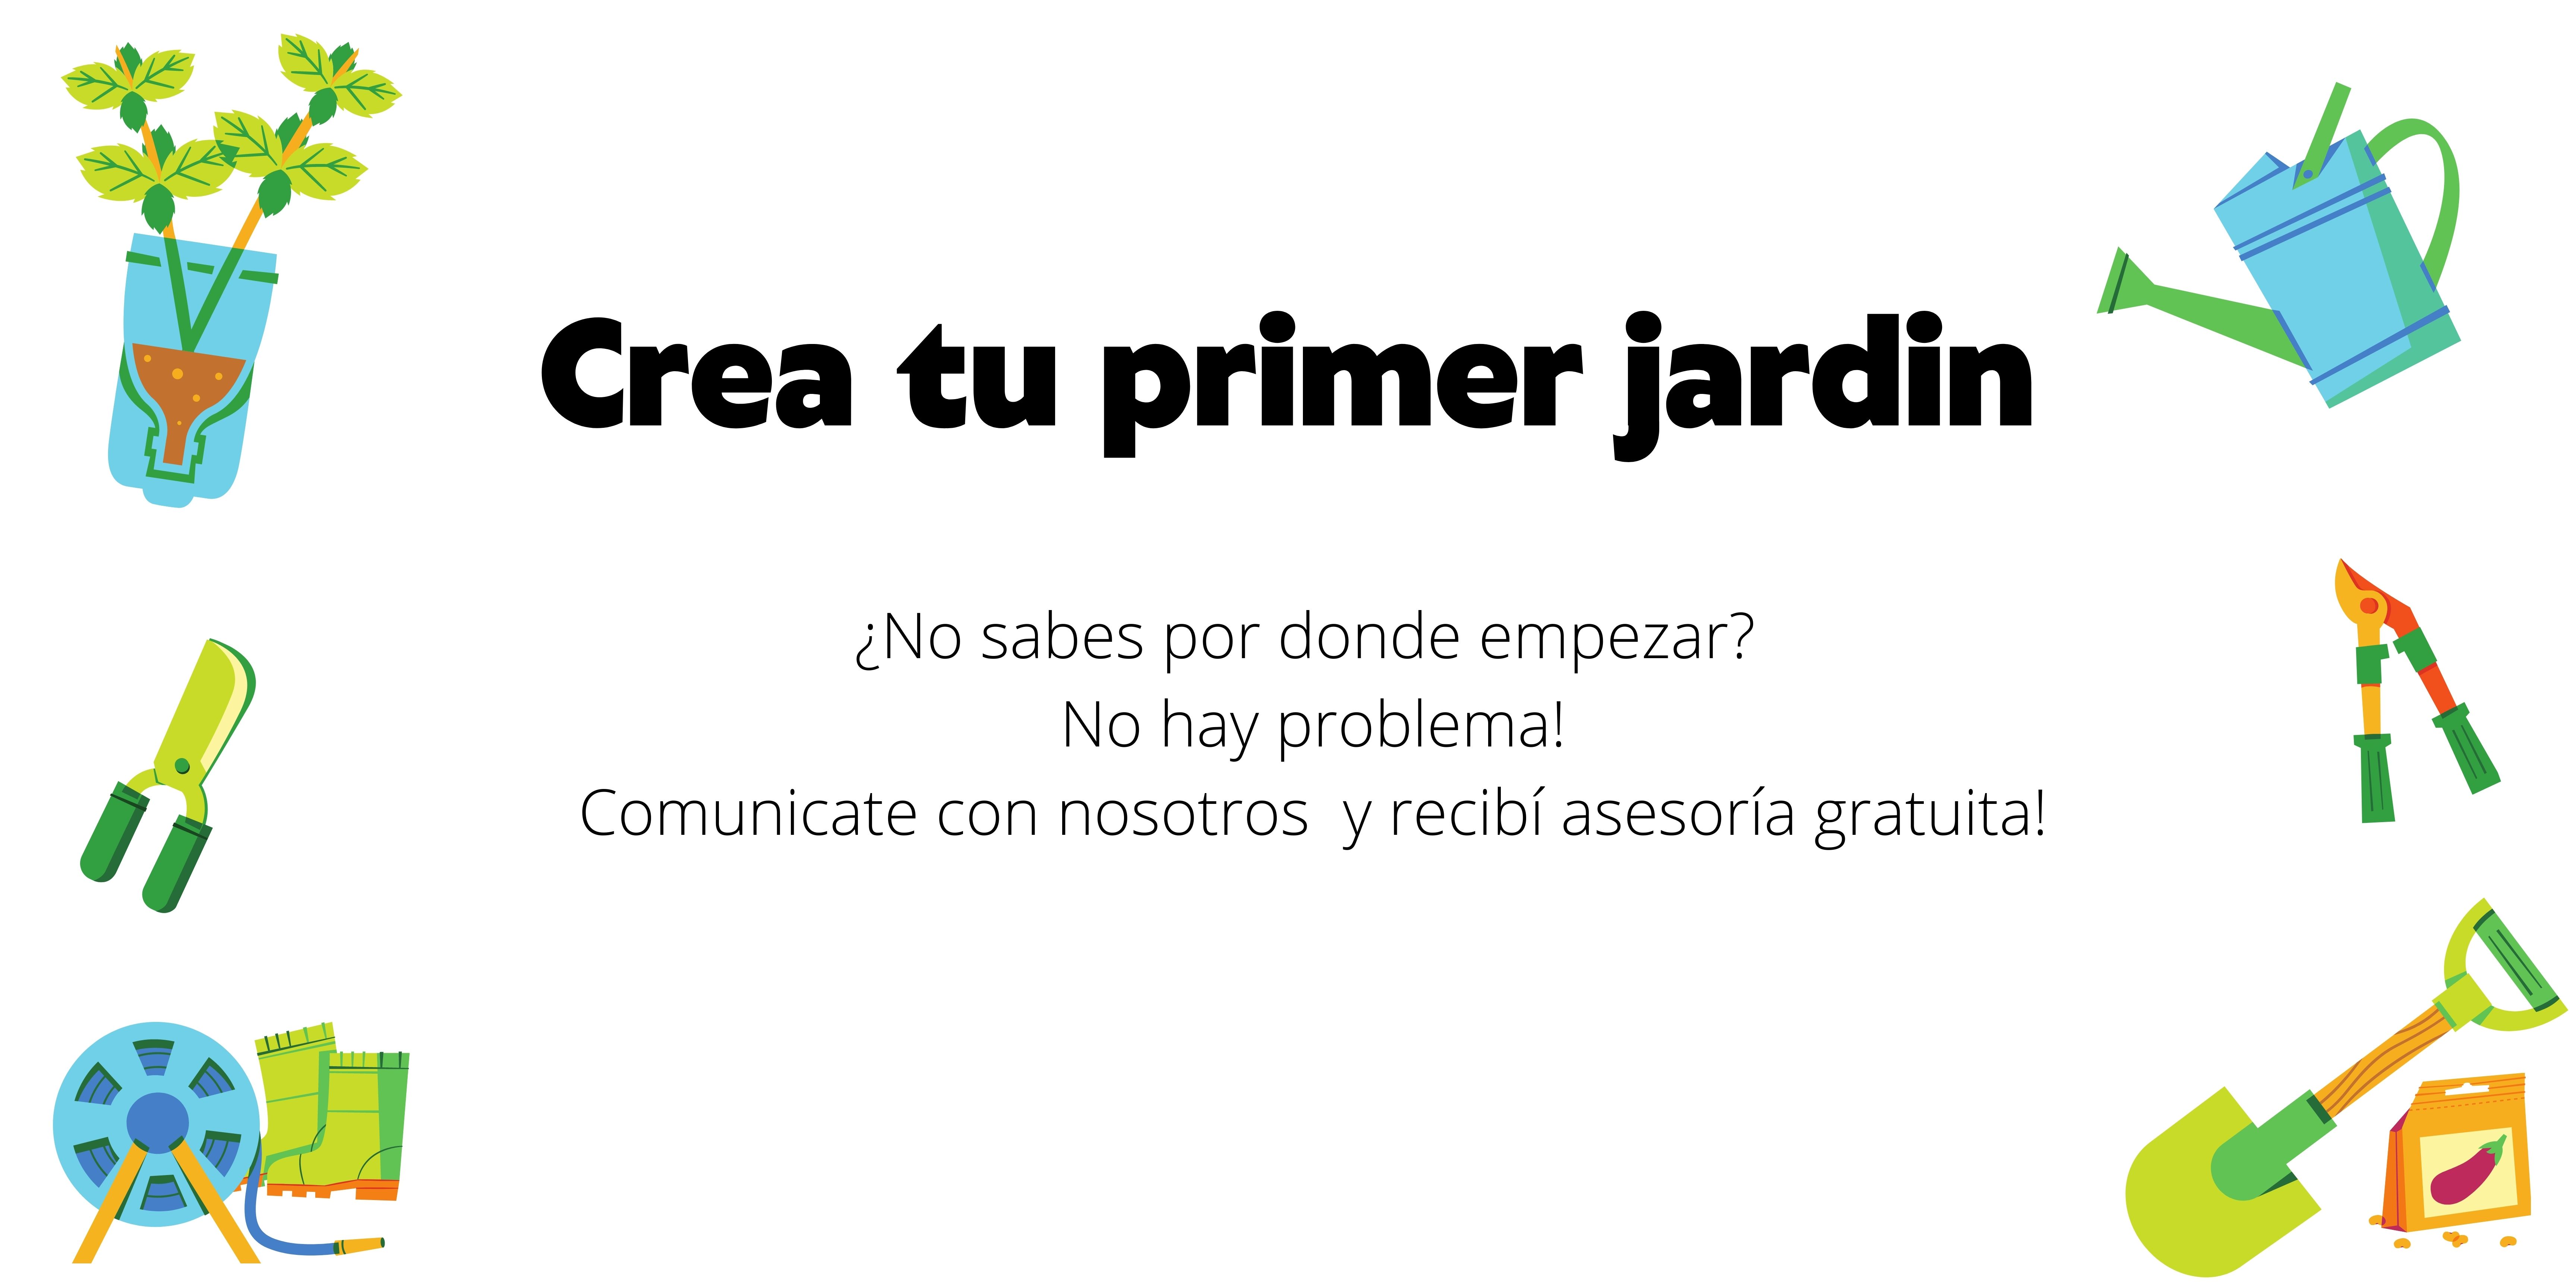 Crea tu primer jardin
¿No sabes por donde empezar?
No hay problema!
Comunicate con nosotros  y recibí asesoría gratuita!